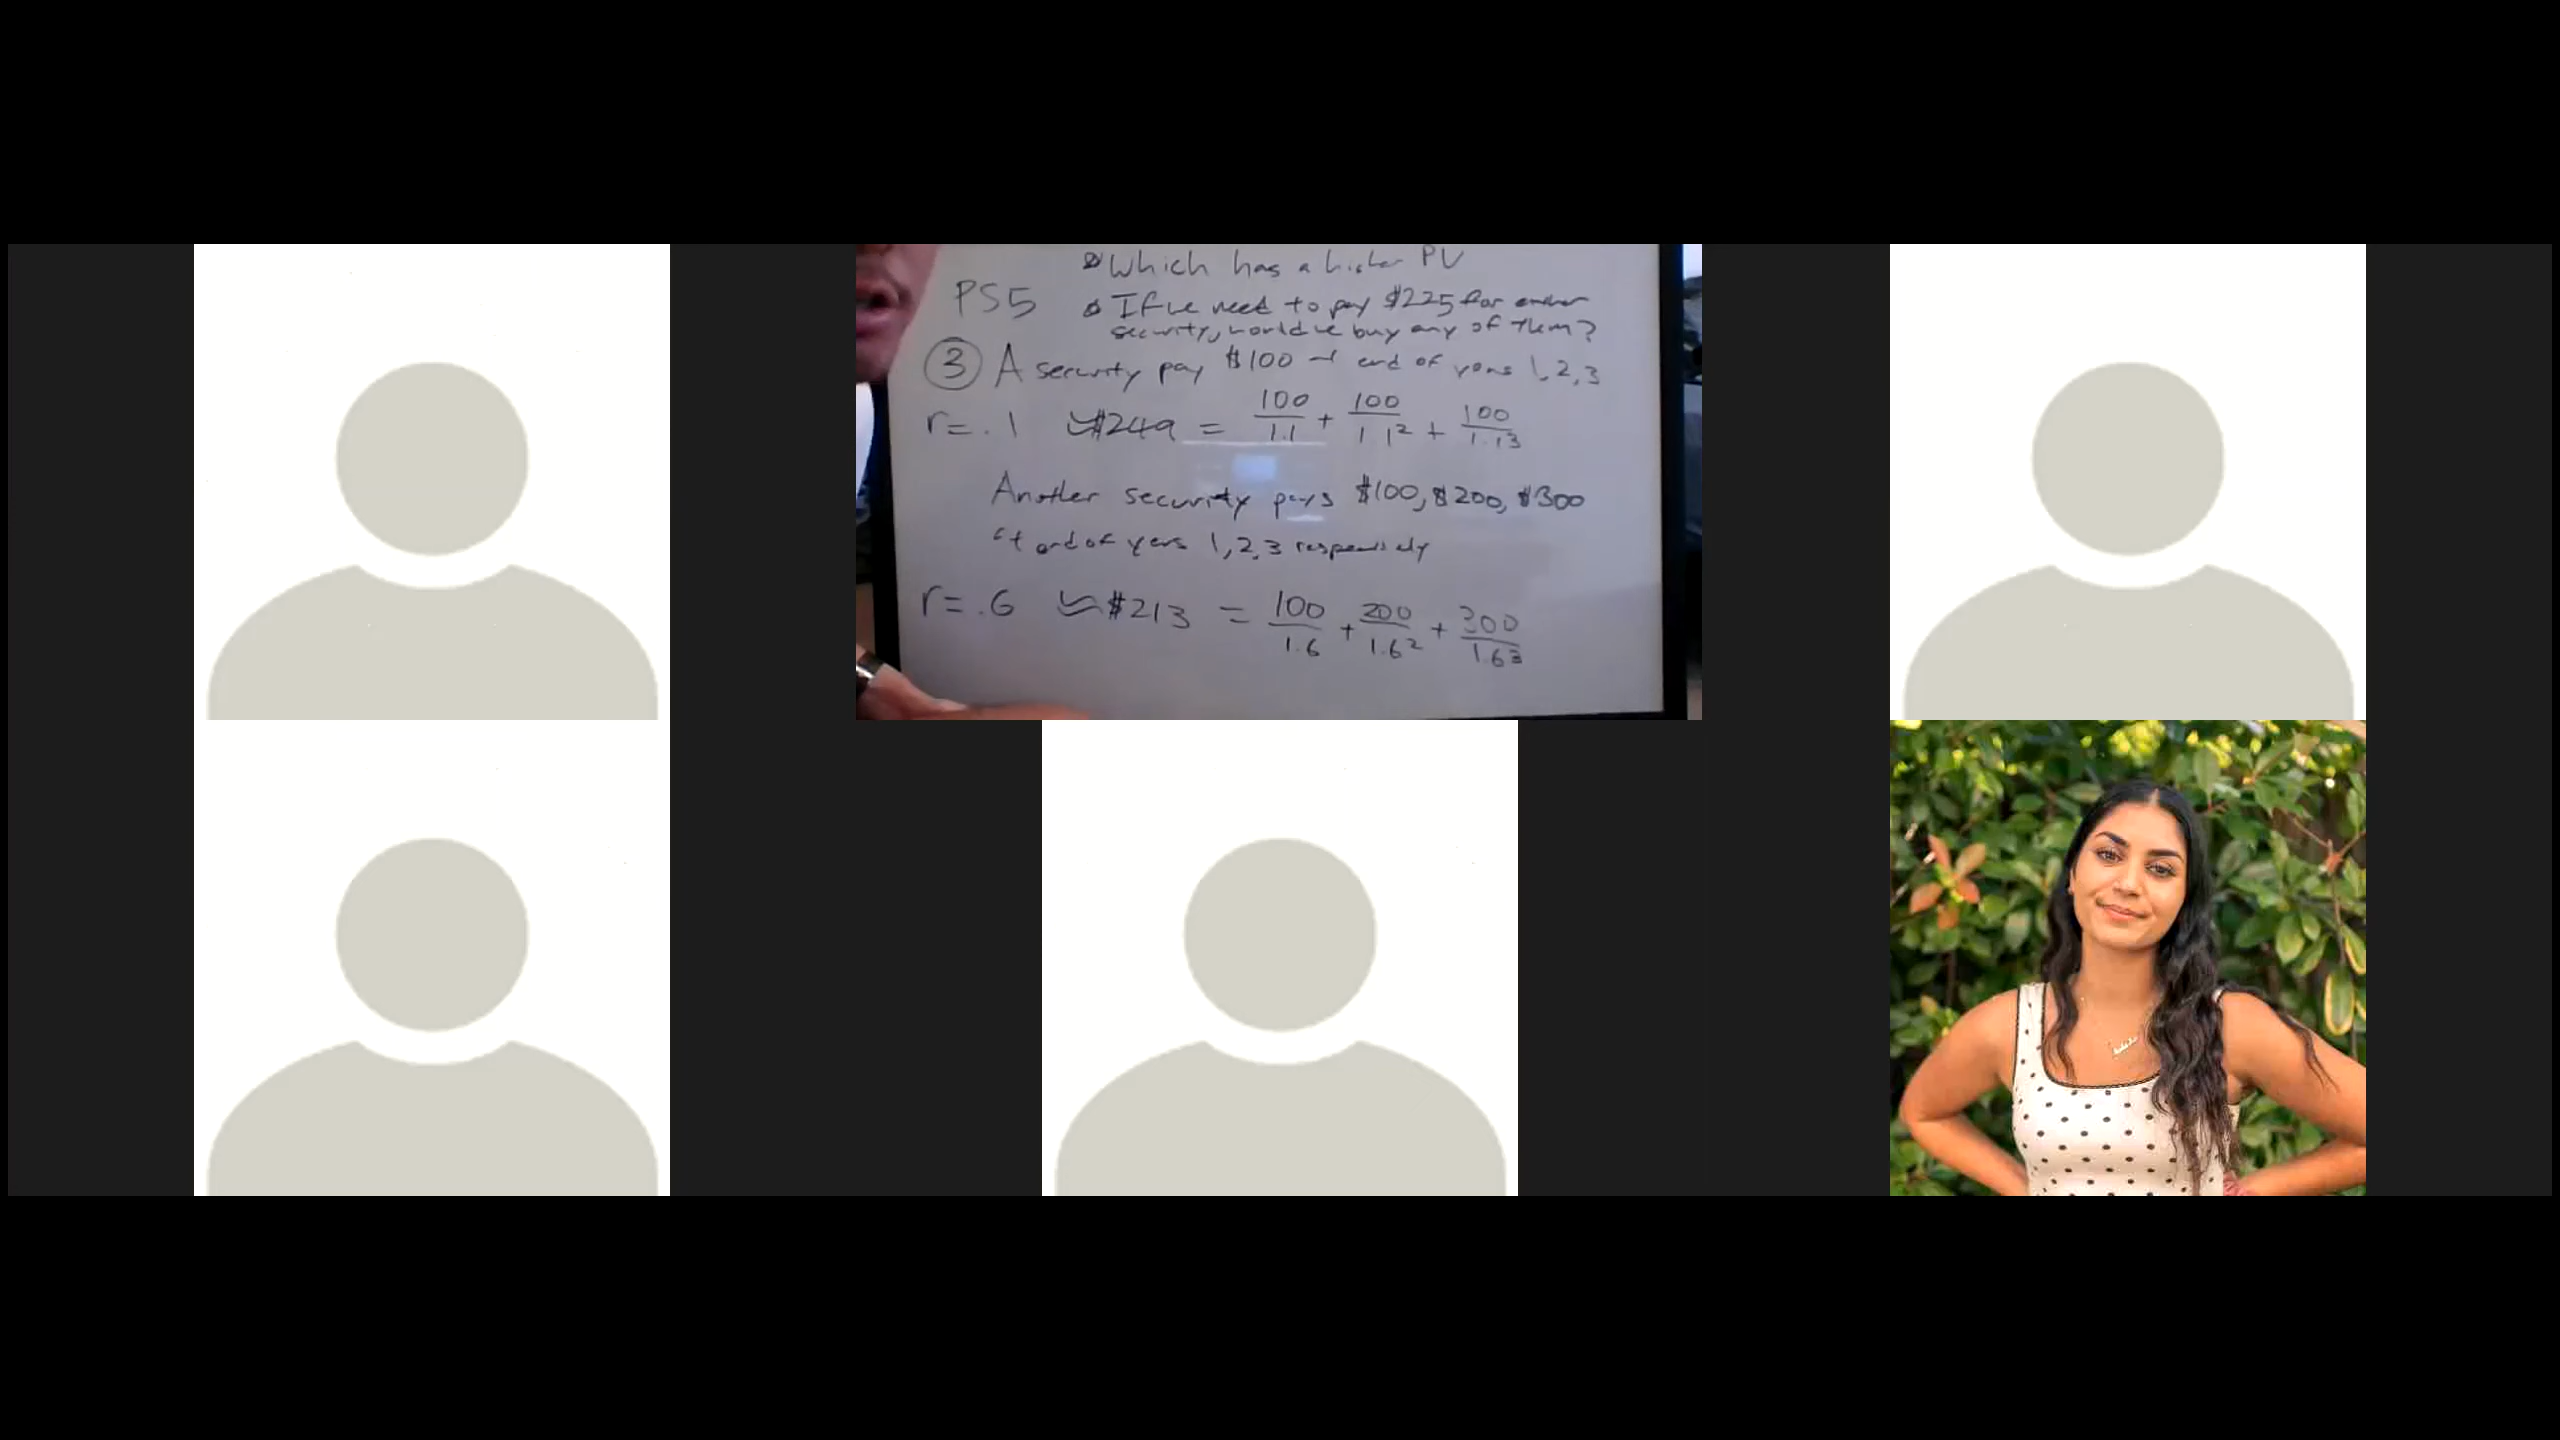 Which has a higher PV
PS5
If we need to pay $225 for either
security, would we buy any of them?
3 A security pay $100 at end of years 1, 2, 3
r = .1 ≈ $249 = 100/1.1 + 100/1.1² + 100/1.1³
Another security pays $100, $200, $300
at end of years 1, 2, 3 respectively
r = .6 ≈ $213 = 100/1.6 + 200/1.6² + 300/1.6³